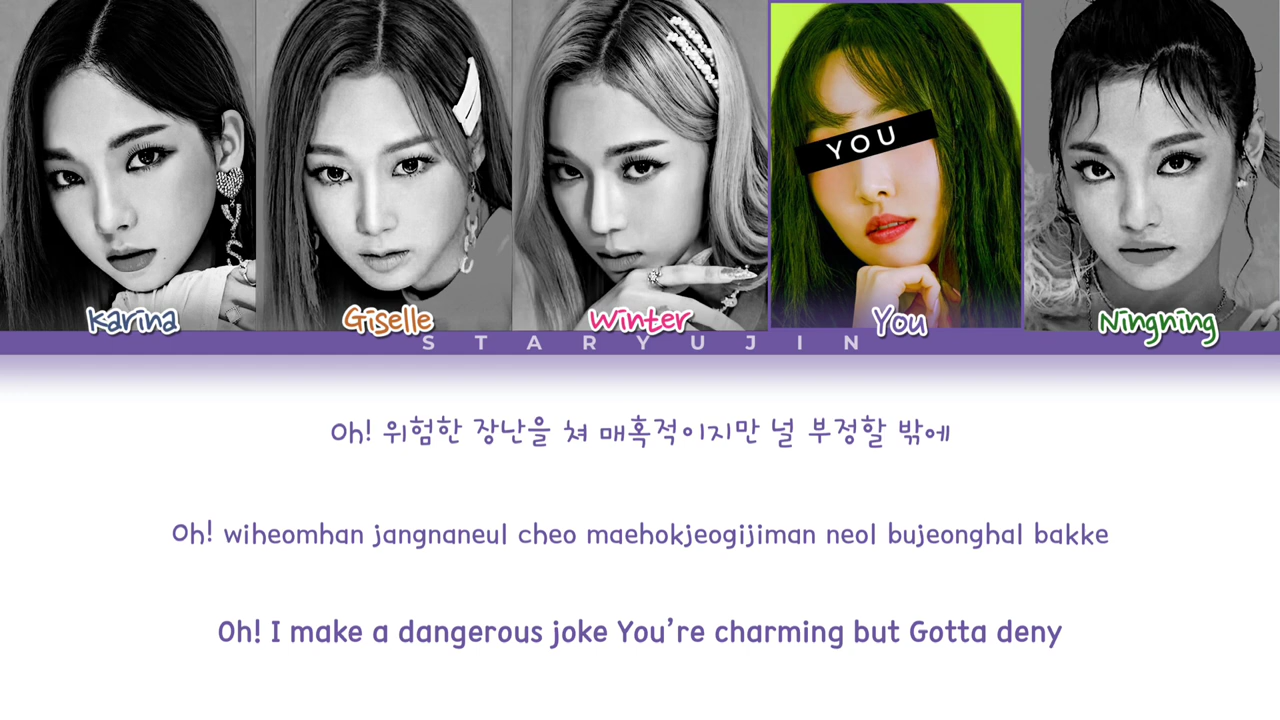 YOU
Karina
Giselle
Winter
You
Ningning
STARYUJIN
Oh! 위험한 장난을 쳐 매혹적이지만 널 부정할 밖에
Oh! wiheomhan jangnaneul cheo maehokjeogijiman neol bujeonghal bakke
Oh! I make a dangerous joke You’re charming but Gotta deny